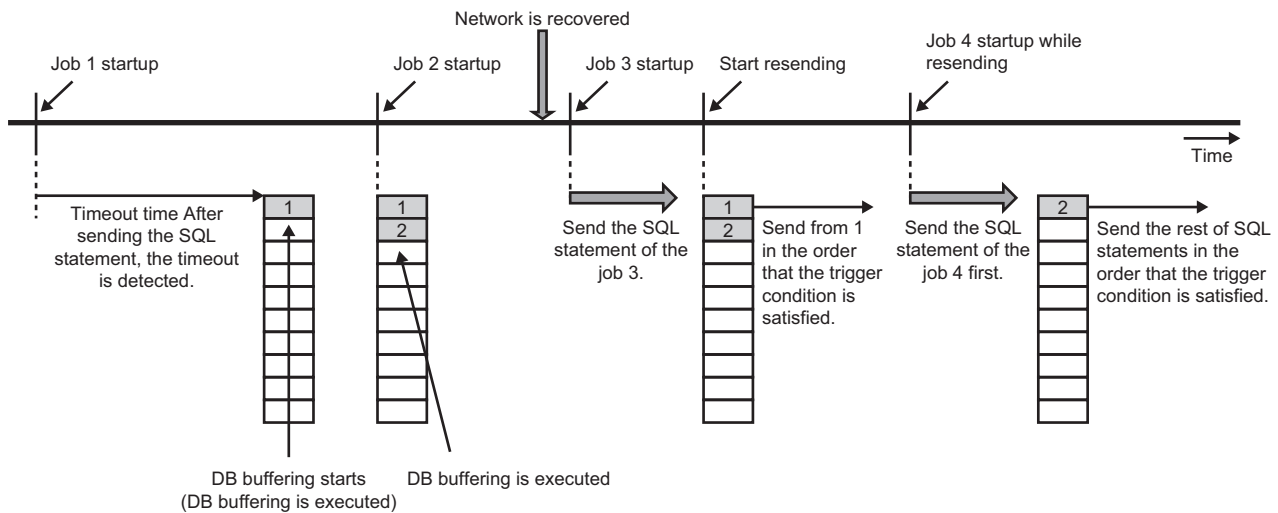 Network is recovered
Job 1 startup
Job 2 startup
Job 3 startup
Start resending
Job 4 startup while
resending
Time
Timeout time After
sending the SQL
statement, the timeout
is detected.
1
1
2
Send the SQL
statement of the
job 3.
1
2
Send from 1
in the order
that the trigger
condition is
satisfied.
Send the SQL
statement of the
job 4 first.
2
Send the rest of SQL
statements in the
order that the trigger
condition is satisfied.
DB buffering starts
(DB buffering is executed)
DB buffering is executed